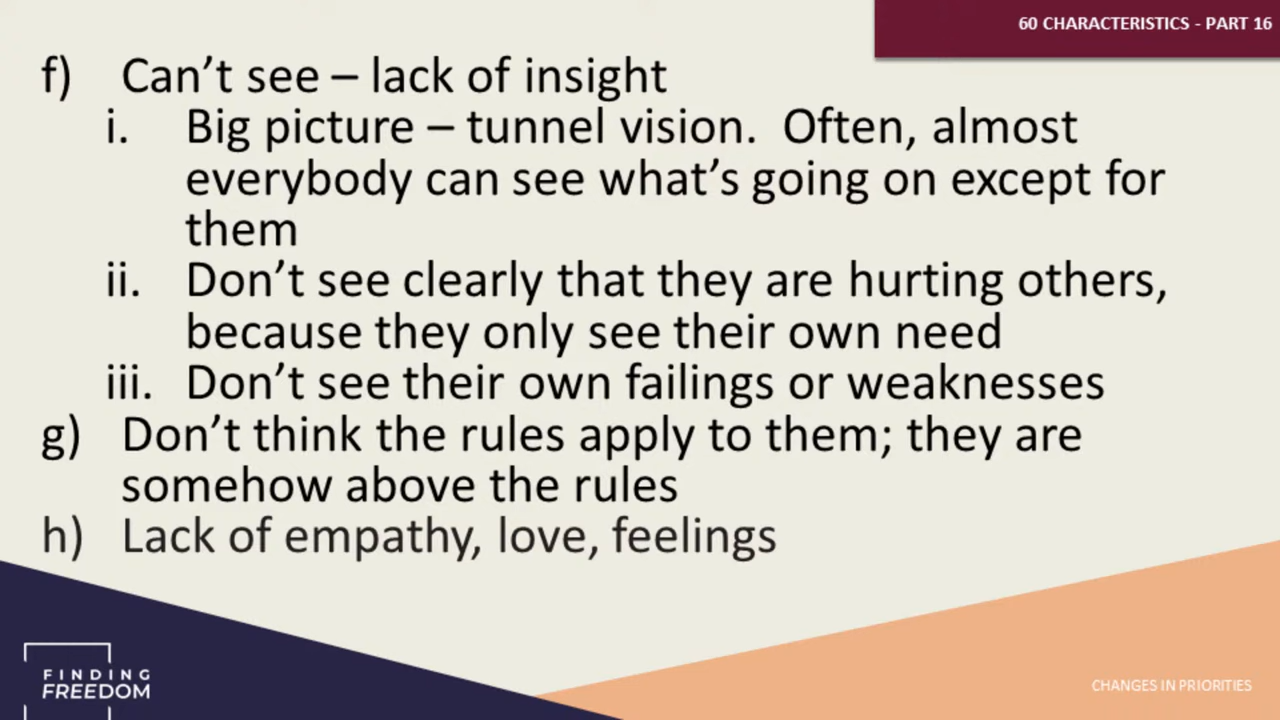 60 CHARACTERISTICS - PART 16
f) Can't see – lack of insight
i. Big picture – tunnel vision.  Often, almost
everybody can see what's going on except for
them
ii. Don't see clearly that they are hurting others,
because they only see their own need
iii. Don't see their own failings or weaknesses
g) Don't think the rules apply to them; they are
somehow above the rules
h) Lack of empathy, love, feelings
FINDING
FREEDOM
CHANGES IN PRIORITIES